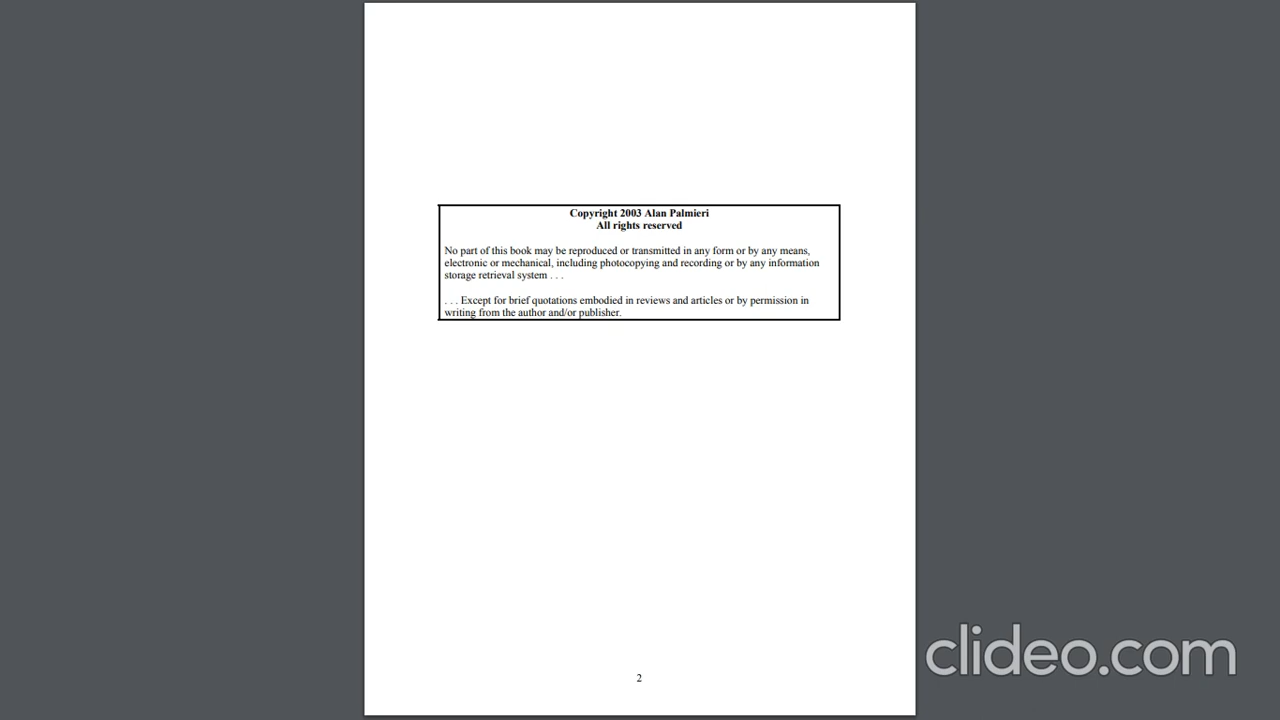 Copyright 2003 Alan Palmieri
All rights reserved
No part of this book may be reproduced or transmitted in any form or by any means,
electronic or mechanical, including photocopying and recording or by any information
storage retrieval system . . .
. . . Except for brief quotations embodied in reviews and articles or by permission in
writing from the author and/or publisher.
clideo.com
2